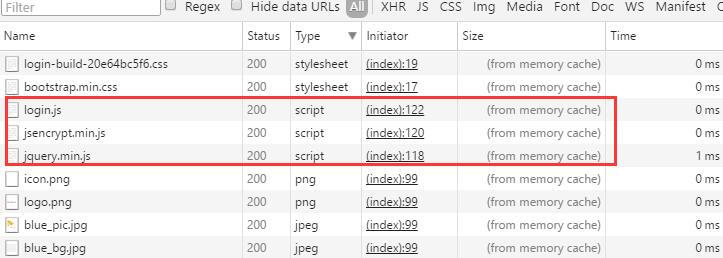 Filter Regex Hide data URLs All XHR JS CSS Img Media Font Doc WS Manifest
Name Status Type ▼ Initiator Size Time
login-build-20e64bc5f6.css 200 stylesheet (index):19 (from memory cache) 0 ms
bootstrap.min.css 200 stylesheet (index):17 (from memory cache) 0 ms
login.js 200 script (index):122 (from memory cache) 0 ms
jsencrypt.min.js 200 script (index):120 (from memory cache) 0 ms
jquery.min.js 200 script (index):118 (from memory cache) 1 ms
icon.png 200 png (index):99 (from memory cache) 0 ms
logo.png 200 png (index):99 (from memory cache) 0 ms
blue_pic.jpg 200 jpeg (index):99 (from memory cache) 0 ms
blue_bg.jpg 200 jpeg (index):99 (from memory cache) 0 ms